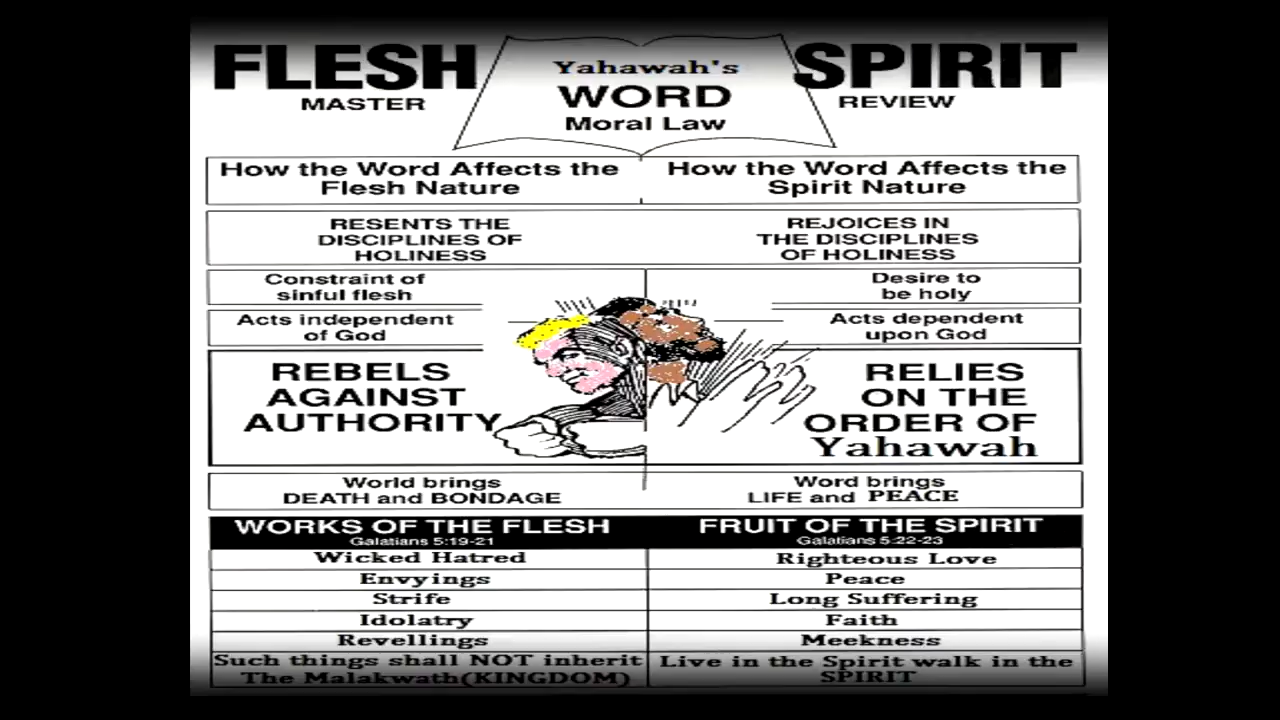 FLESH
MASTER
Yahawah's
WORD
Moral Law
SPIRIT
REVIEW
How the Word Affects the
Flesh Nature
How the Word Affects the
Spirit Nature
RESENTS THE
DISCIPLINES OF
HOLINESS
REJOICES IN
THE DISCIPLINES
OF HOLINESS
Constraint of
sinful flesh
Desire to
be holy
Acts independent
of God
Acts dependent
upon God
REBELS
AGAINST
AUTHORITY
RELIES
ON THE
ORDER OF
Yahawah
World brings
DEATH and BONDAGE
Word brings
LIFE and PEACE
WORKS OF THE FLESH
Galatians 5:19-21
FRUIT OF THE SPIRIT
Galatians 5:22-23
Wicked Hatred
Righteous Love
Envyings
Peace
Strife
Long Suffering
Idolatry
Faith
Revellings
Meekness
Such things shall NOT inherit
The Malakwath(KINGDOM)
Live in the Spirit walk in the
SPIRIT